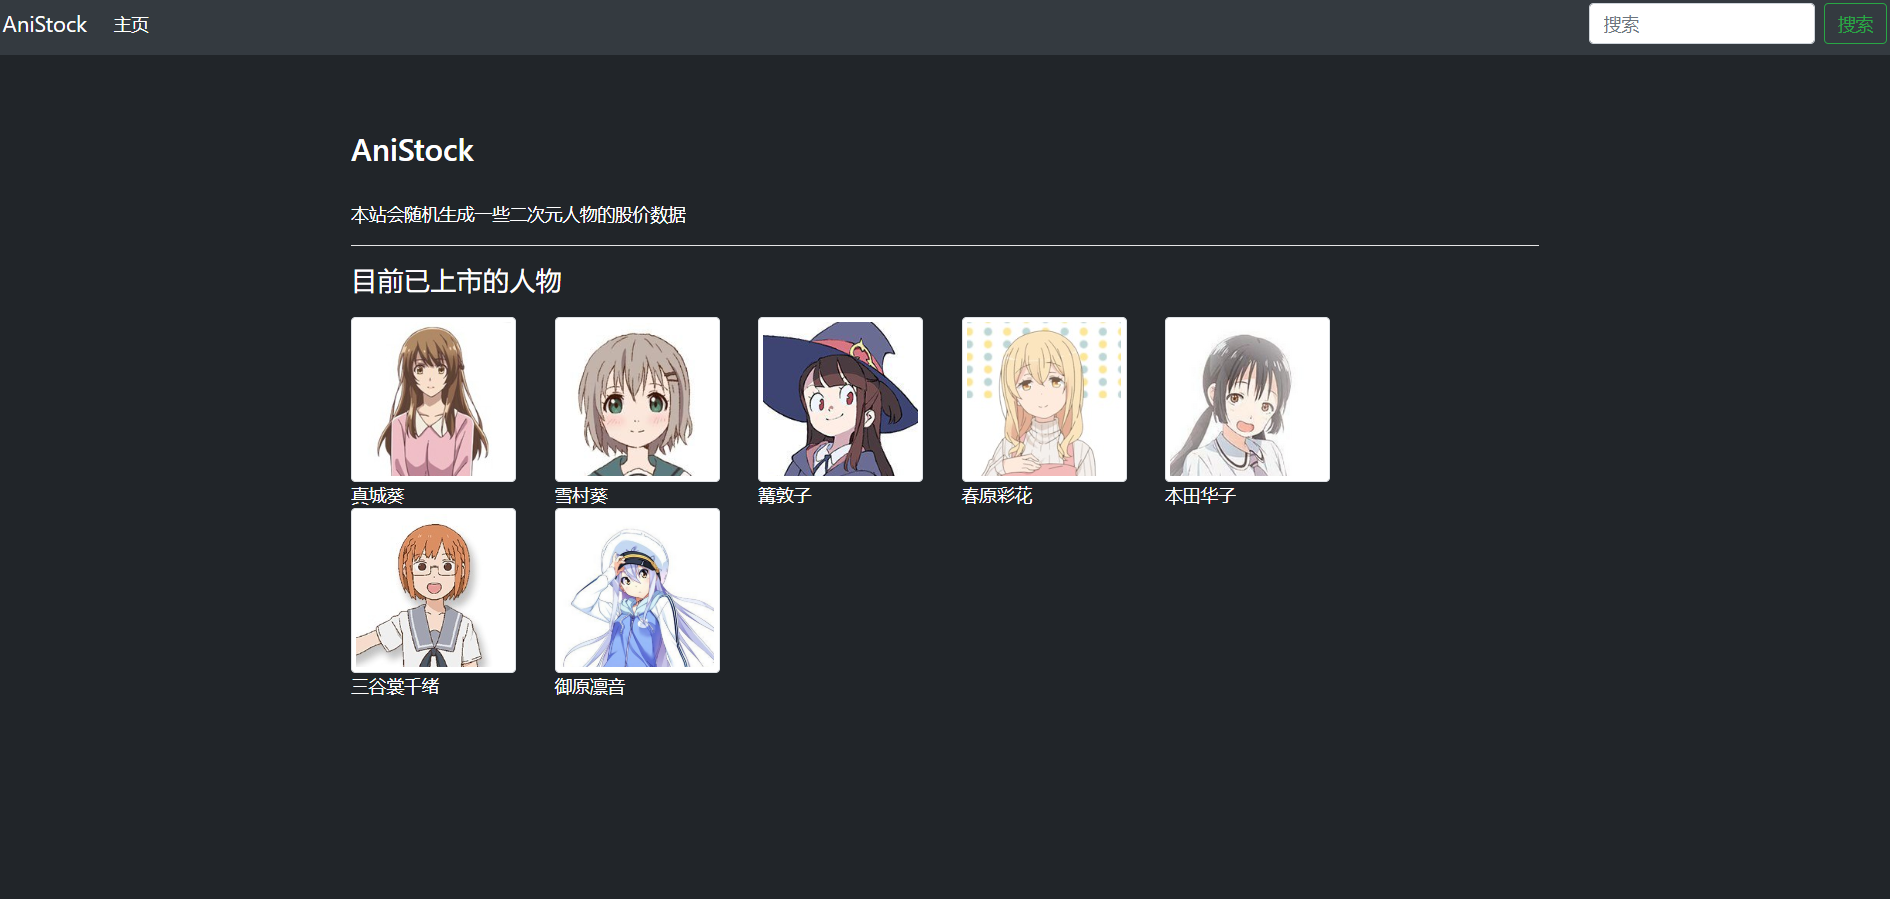 AniStock 主页 搜索 搜索
AniStock
本站会随机生成一些二次元人物的股价数据
目前已上市的人物
真城葵 雪村葵 篝敦子 春原彩花 本田华子
三谷裳千绪 御原凛音